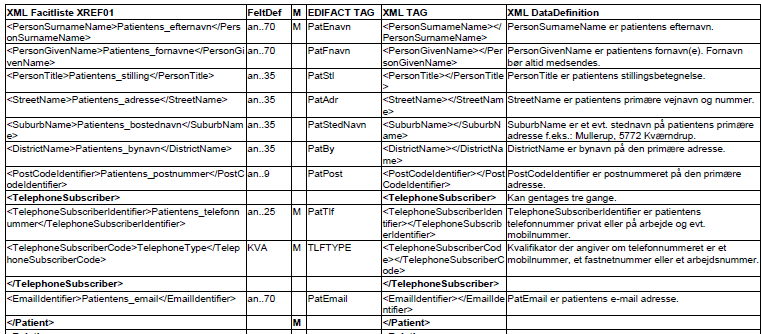 XML Facitliste XREF01 FeltDef M EDIFACT TAG XML TAG XML DataDefinition
<PersonSurnameName>Patientens_efternavn</Pers an..70 M PatEnavn <PersonSurnameName></ PersonSurnameName er patientens efternavn.
onSurnameName> PersonSurnameName>
<PersonGivenName>Patientens_fornavne</PersonGi an..70 PatFnavn <PersonGivenName></Per PersonGivenName er patientens fornavn(e). Fornavn
venName> sonGivenName> bør altid medsendes.
<PersonTitle>Patientens_stilling</PersonTitle> an..35 PatStl <PersonTitle></PersonTitle PersonTitle er patientens stillingsbetegnelse.
>
<StreetName>Patientens_adresse</StreetName> an..35 PatAdr <StreetName></StreetNam StreetName er patientens primære vejnavn og nummer.
e>
<SuburbName>Patientens_bostednavn</SuburbNam an..35 PatStedNavn <SuburbName></SuburbN SuburbName er et evt. stednavn på patientens primære
e> ame> adresse f.eks.: Mullerup, 5772 Kværndrup.
<DistrictName>Patientens_bynavn</DistrictName> an..35 PatBy <DistrictName></DistrictNa DistrictName er bynavn på den primære adresse.
me>
<PostCodeIdentifier>Patientens_postnummer</PostC an..9 PatPost <PostCodeIdentifier></Post PostCodeIdentifier er postnummeret på den primære
odeIdentifier> CodeIdentifier> adresse.
<TelephoneSubscriber> <TelephoneSubscriber> Kan gentages tre gange.
<TelephoneSubscriberIdentifier>Patientens_telefonn an..25 M PatTlf <TelephoneSubscriberIden TelephoneSubscriberIdentifier er patientens
ummer</TelephoneSubscriberIdentifier> tifier></TelephoneSubscrib telefonnummer privat eller på arbejde og evt.
erIdentifier> mobilnummer.
<TelephoneSubscriberCode>TelephoneType</Telep KVA M TLFTYPE <TelephoneSubscriberCod Kvalifikator der angiver om telefonnummeret er et
honeSubscriberCode> e></TelephoneSubscriberC mobilnummer, et fastnetnummer eller et arbejdsnummer.
ode>
</TelephoneSubscriber> </TelephoneSubscriber>
<EmailIdentifier>Patientens_email</EmailIdentifier> an..70 PatEmail <EmailIdentifier></EmailIde PatEmail er patientens e-mail adresse.
ntifier>
</Patient> M </Patient>